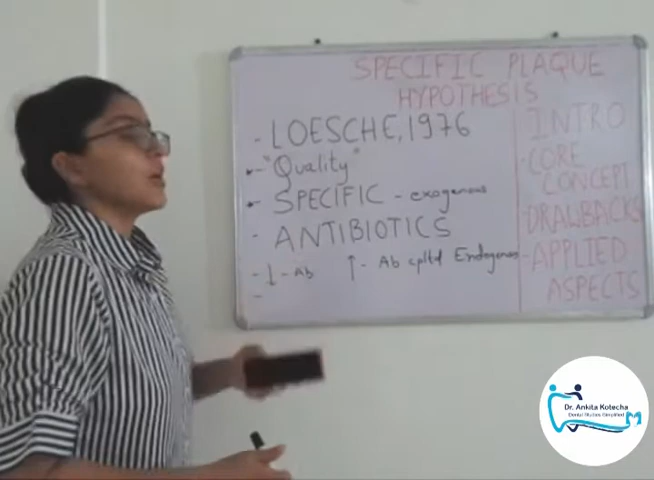 SPECIFIC PLAQUE
HYPOTHESIS
- LOESCHE, 1976
- "Quality"
- SPECIFIC - exogenous
- ANTIBIOTICS
- ↓ - Ab ↑ - Ab cpltd Endogenous
-
INTRO
- CORE
CONCEPT
- DRAWBACKS
- APPLIED
ASPECTS
Dr. Ankita Kotecha
Dental Studies Simplified